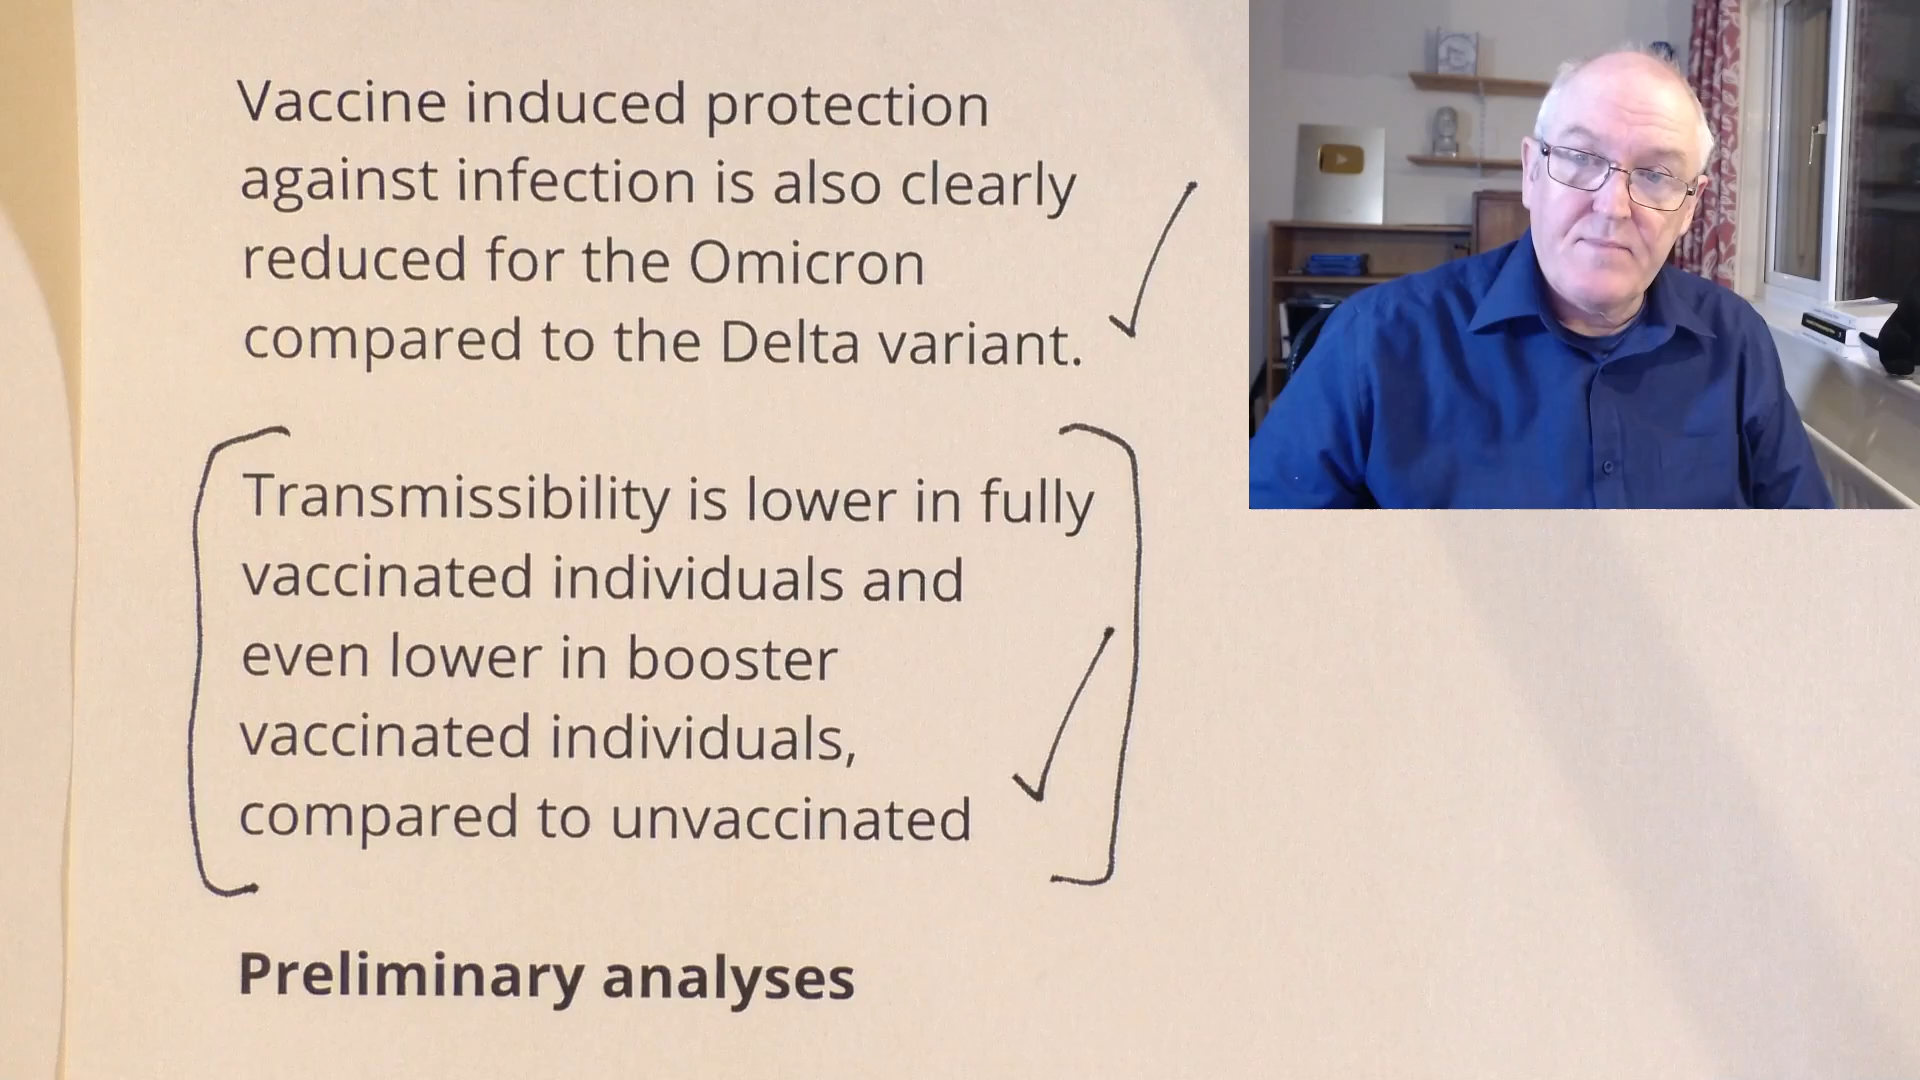 Vaccine induced protection
against infection is also clearly
reduced for the Omicron
compared to the Delta variant.
Transmissibility is lower in fully
vaccinated individuals and
even lower in booster
vaccinated individuals,
compared to unvaccinated
Preliminary analyses